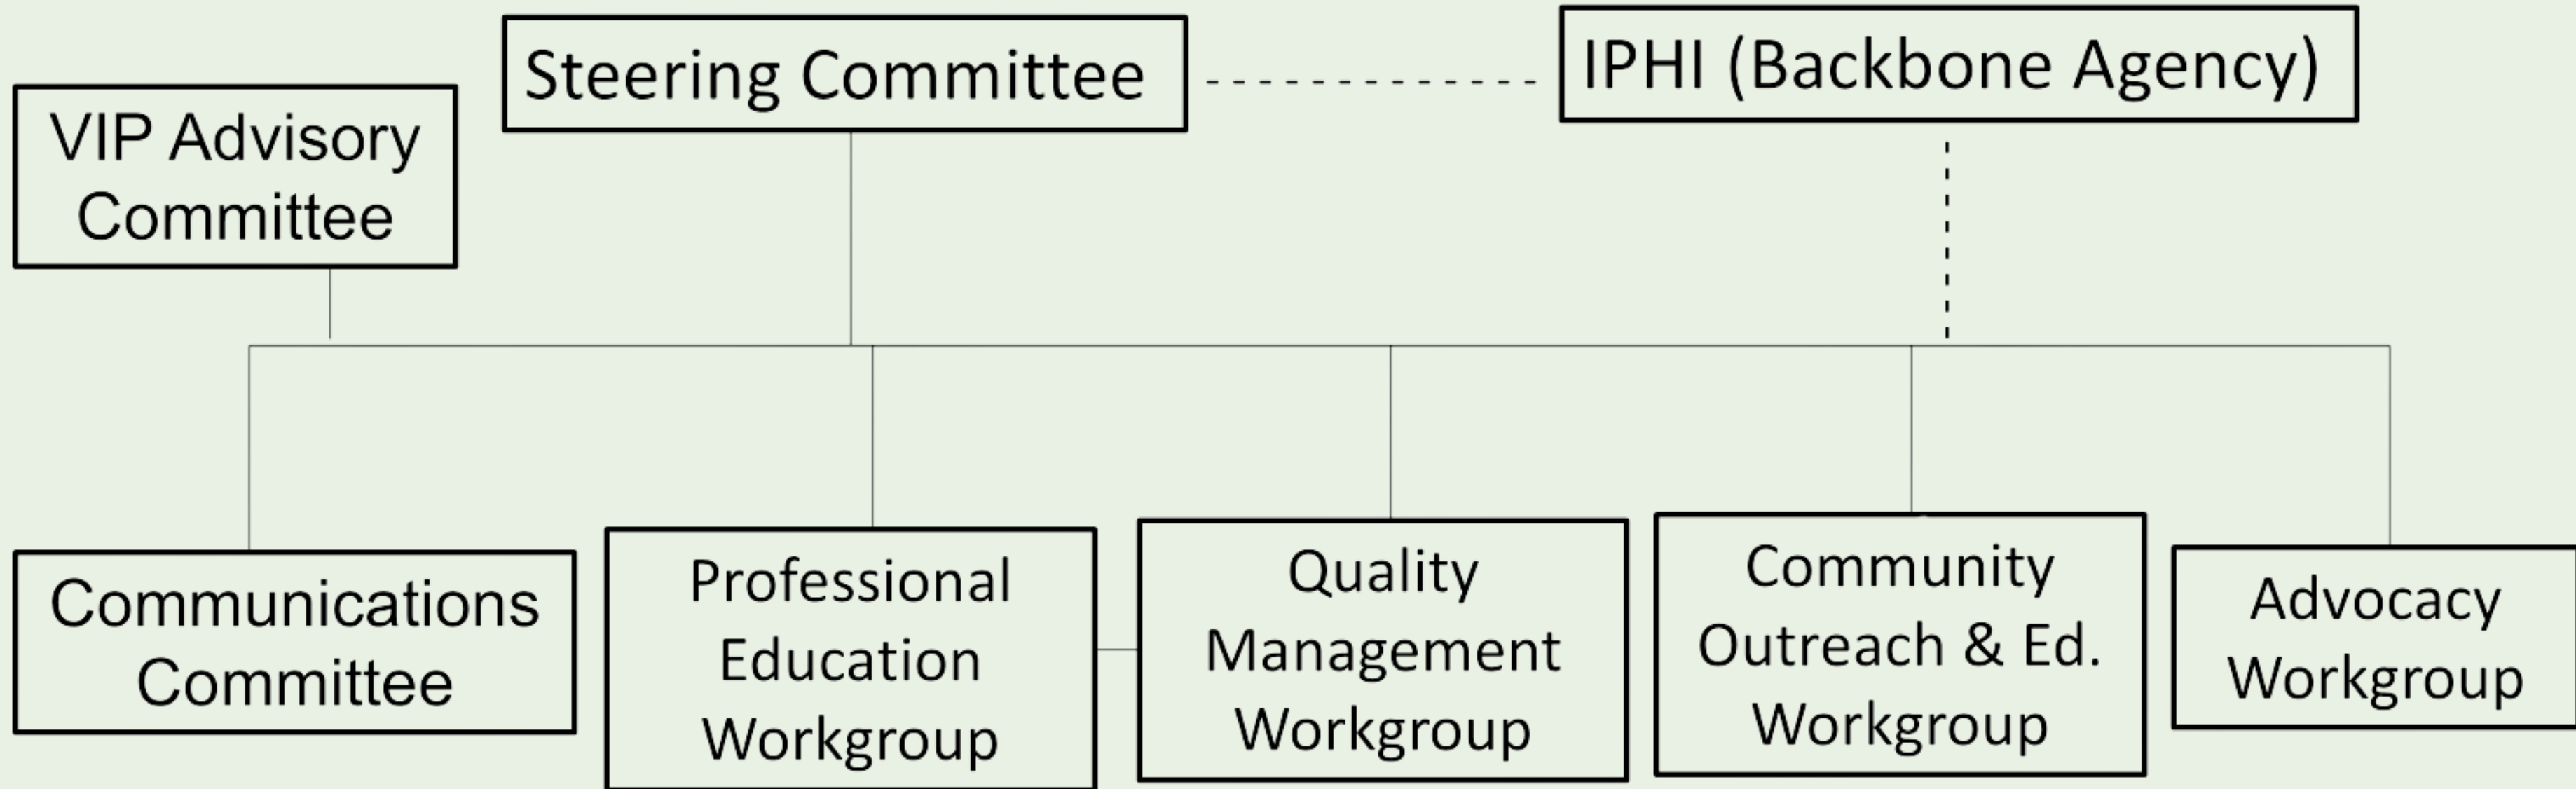 Steering Committee
IPHI (Backbone Agency)
VIP Advisory
Committee
Communications
Committee
Professional
Education
Workgroup
Quality
Management
Workgroup
Community
Outreach & Ed.
Workgroup
Advocacy
Workgroup